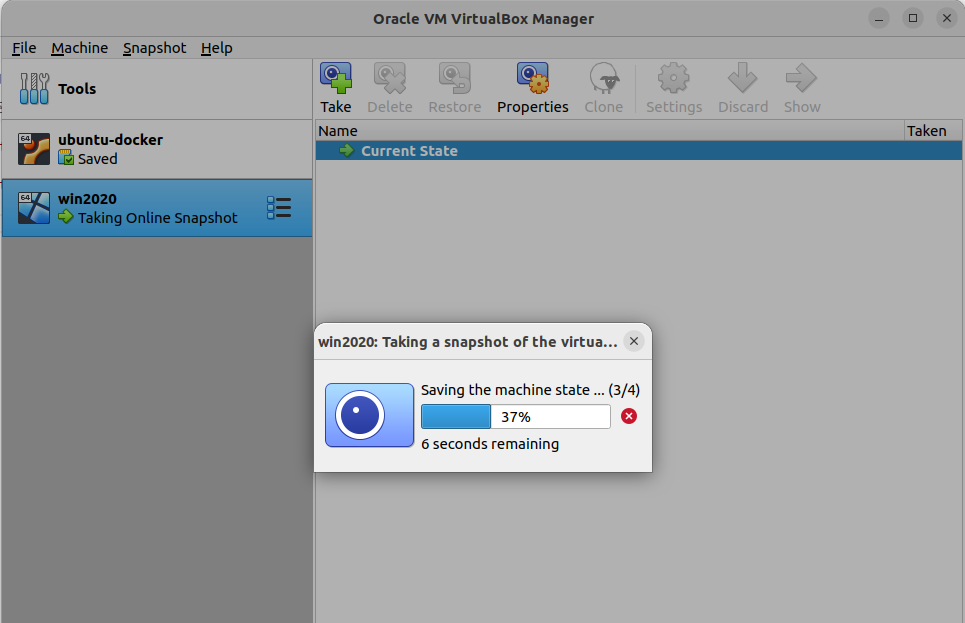 Oracle VM VirtualBox Manager
File Machine Snapshot Help
Tools
64
ubuntu-docker
Saved
64
win2020
Taking Online Snapshot
Take Delete Restore Properties Clone Settings Discard Show
Name Taken
Current State
win2020: Taking a snapshot of the virtua...
Saving the machine state ... (3/4)
37%
6 seconds remaining